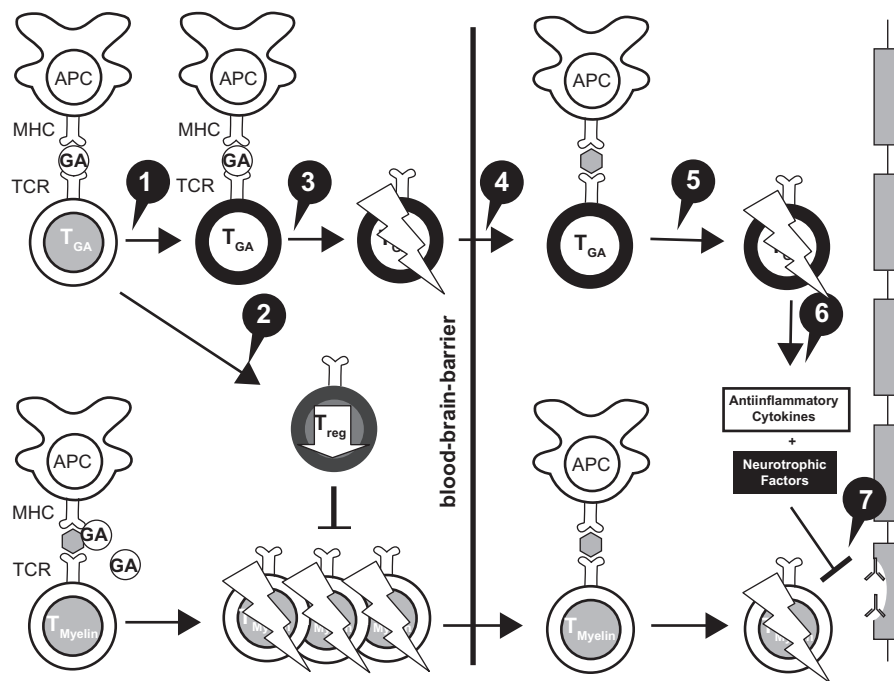 APC
APC
APC
MHC
MHC
GA
GA
TCR
TCR
1
3
4
5
T GA
T GA
T GA
2
6
blood-brain-barrier
T reg
Antiinflammatory
Cytokines
+
Neurotrophic
Factors
APC
APC
MHC
GA
TCR
GA
7
T Myelin
T Myelin